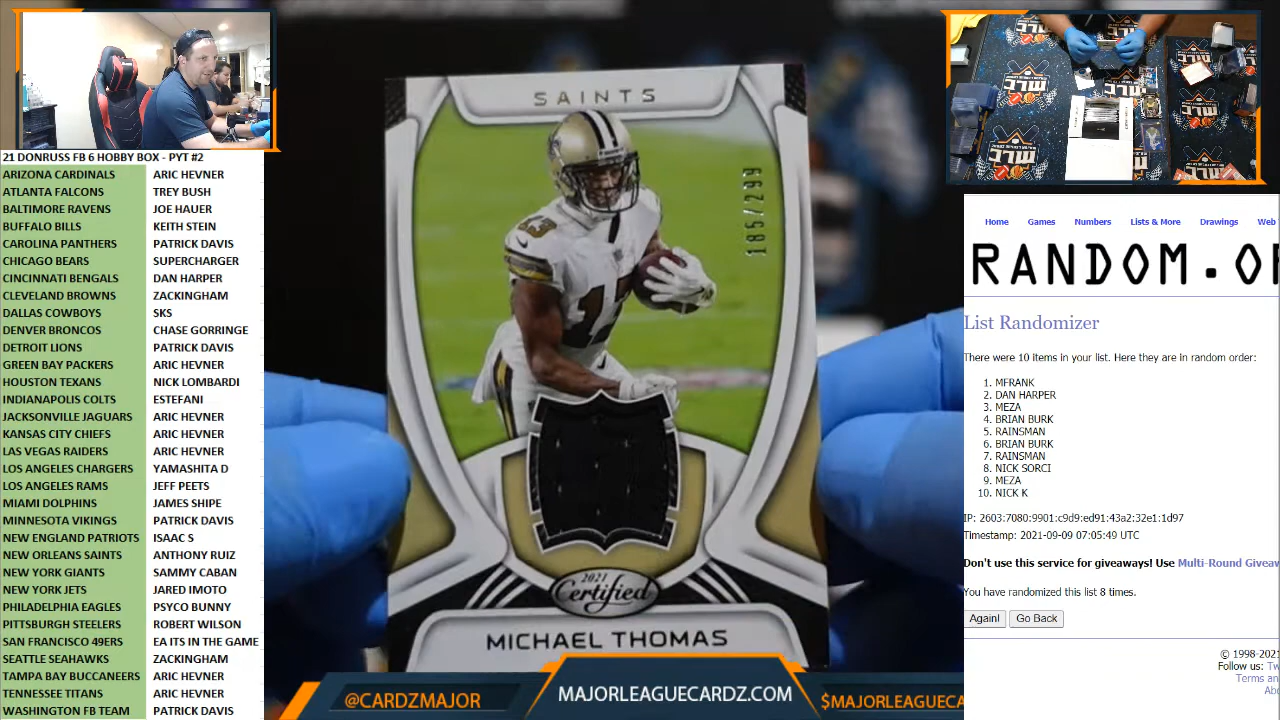 21 DONRUSS FB 6 HOBBY BOX - PYT #2
ARIZONA CARDINALS ARIC HEVNER
ATLANTA FALCONS TREY BUSH
BALTIMORE RAVENS JOE HAUER
BUFFALO BILLS KEITH STEIN
CAROLINA PANTHERS PATRICK DAVIS
CHICAGO BEARS SUPERCHARGER
CINCINNATI BENGALS DAN HARPER
CLEVELAND BROWNS ZACKINGHAM
DALLAS COWBOYS SKS
DENVER BRONCOS CHASE GORRINGE
DETROIT LIONS PATRICK DAVIS
GREEN BAY PACKERS ARIC HEVNER
HOUSTON TEXANS NICK LOMBARDI
INDIANAPOLIS COLTS ESTEFANI
JACKSONVILLE JAGUARS ARIC HEVNER
KANSAS CITY CHIEFS ARIC HEVNER
LAS VEGAS RAIDERS ARIC HEVNER
LOS ANGELES CHARGERS YAMASHITA D
LOS ANGELES RAMS JEFF PEETS
MIAMI DOLPHINS JAMES SHIPE
MINNESOTA VIKINGS PATRICK DAVIS
NEW ENGLAND PATRIOTS ISAAC S
NEW ORLEANS SAINTS ANTHONY RUIZ
NEW YORK GIANTS SAMMY CABAN
NEW YORK JETS JARED IMOTO
PHILADELPHIA EAGLES PSYCO BUNNY
PITTSBURGH STEELERS ROBERT WILSON
SAN FRANCISCO 49ERS EA ITS IN THE GAME
SEATTLE SEAHAWKS ZACKINGHAM
TAMPA BAY BUCCANEERS ARIC HEVNER
TENNESSEE TITANS ARIC HEVNER
WASHINGTON FB TEAM PATRICK DAVIS
SAINTS
185/299
13
2021
Certified
MICHAEL THOMAS
@CARDZMAJOR
MAJORLEAGUECARDZ.COM
$MAJORLEAGUECA
MLC
MLC
MLC
Home Games Numbers Lists & More Drawings Web
RANDOM.O
List Randomizer
There were 10 items in your list. Here they are in random order:
1. MFRANK
2. DAN HARPER
3. MEZA
4. BRIAN BURK
5. RAINSMAN
6. BRIAN BURK
7. RAINSMAN
8. NICK SORCI
9. MEZA
10. NICK K
IP: 2603:7080:9901:c9d9:ed91:43a2:32e1:1d97
Timestamp: 2021-09-09 07:05:49 UTC
Don't use this service for giveaways! Use Multi-Round Giveaw
You have randomized this list 8 times.
Again! Go Back
© 1998-2021
Follow us: Tw
Terms an
Abo